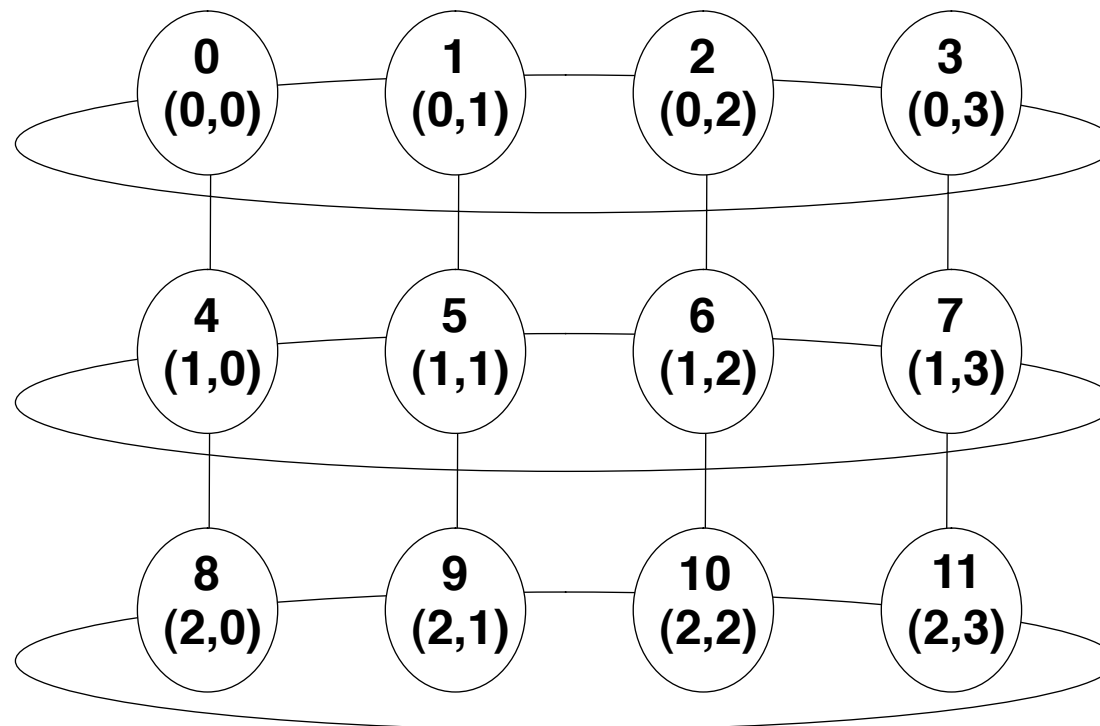 0 1 2 3
(0,0) (0,1) (0,2) (0,3)
4 5 6 7
(1,0) (1,1) (1,2) (1,3)
8 9 10 11
(2,0) (2,1) (2,2) (2,3)